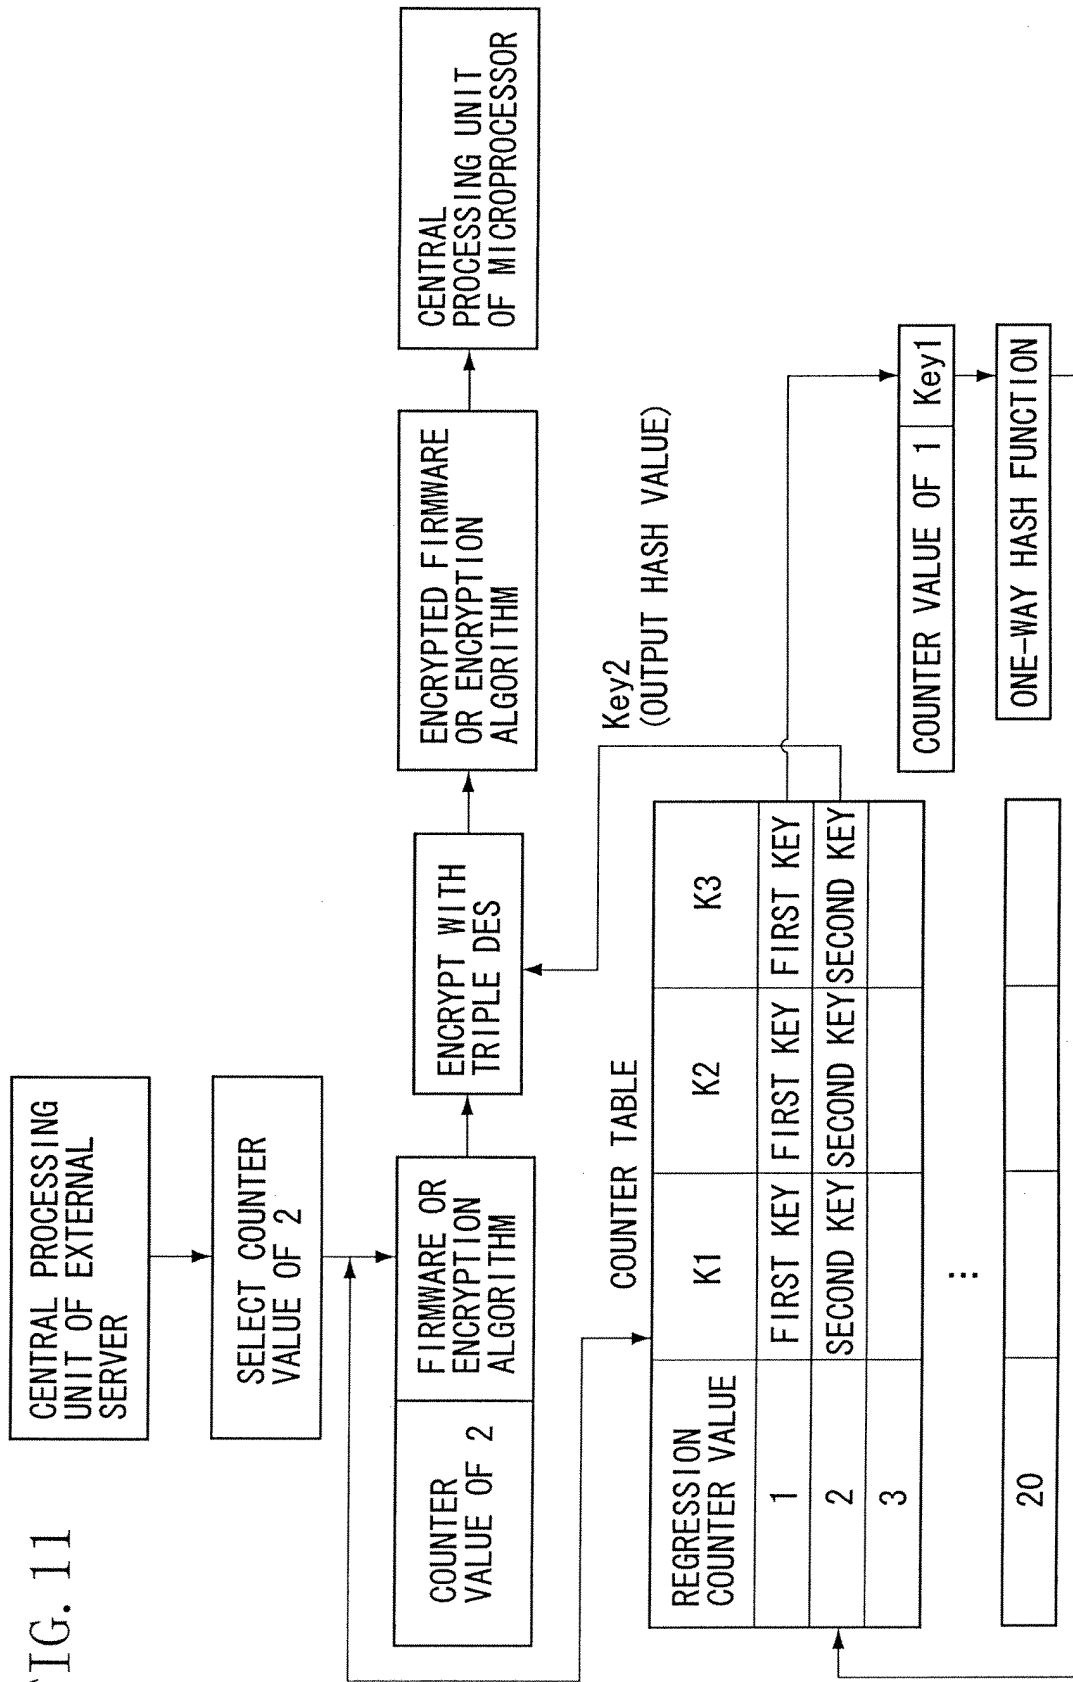 FIG. 11
CENTRAL PROCESSING
UNIT OF EXTERNAL
SERVER
SELECT COUNTER
VALUE OF 2
COUNTER
VALUE OF 2
FIRMWARE OR
ENCRYPTION
ALGORITHM
ENCRYPT WITH
TRIPLE DES
ENCRYPTED FIRMWARE
OR ENCRYPTION
ALGORITHM
CENTRAL
PROCESSING UNIT
OF MICROPROCESSOR
Key2
(OUTPUT HASH VALUE)
COUNTER TABLE
REGRESSION
COUNTER VALUE
K1
K2
K3
1
FIRST KEY
FIRST KEY
FIRST KEY
2
SECOND KEY
SECOND KEY
SECOND KEY
3
...
20
COUNTER VALUE OF 1
Key1
ONE-WAY HASH FUNCTION